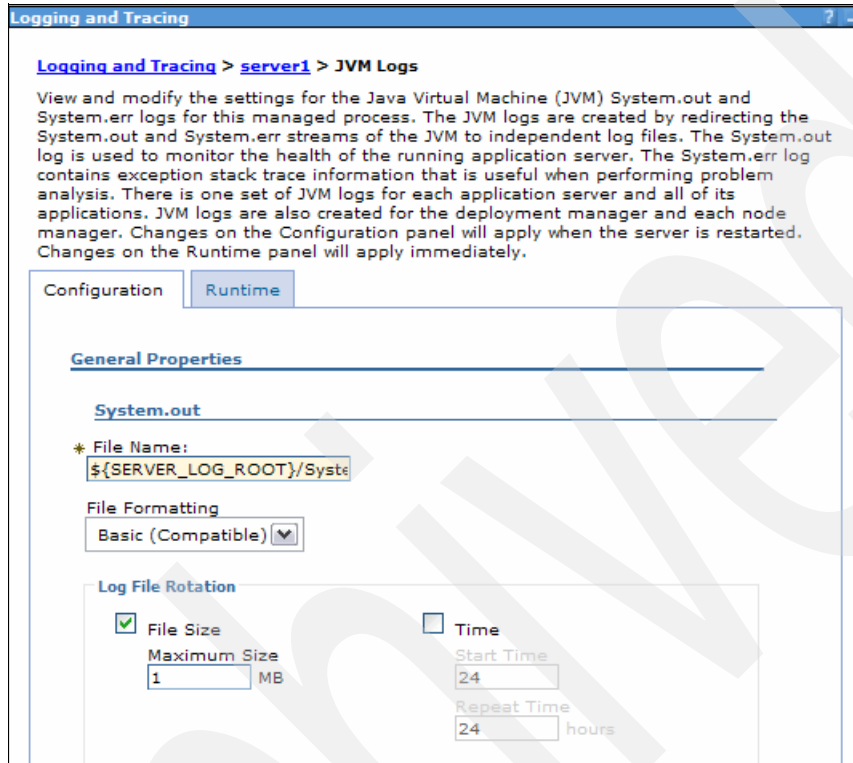 Logging and Tracing ? -
Logging and Tracing > server1 > JVM Logs
View and modify the settings for the Java Virtual Machine (JVM) System.out and
System.err logs for this managed process. The JVM logs are created by redirecting the
System.out and System.err streams of the JVM to independent log files. The System.out
log is used to monitor the health of the running application server. The System.err log
contains exception stack trace information that is useful when performing problem
analysis. There is one set of JVM logs for each application server and all of its
applications. JVM logs are also created for the deployment manager and each node
manager. Changes on the Configuration panel will apply when the server is restarted.
Changes on the Runtime panel will apply immediately.
Configuration Runtime
General Properties
System.out
* File Name:
${SERVER_LOG_ROOT}/Syste
File Formatting
Basic (Compatible)
Log File Rotation
File Size Time
Maximum Size Start Time
1 MB 24
Repeat Time
24 hours